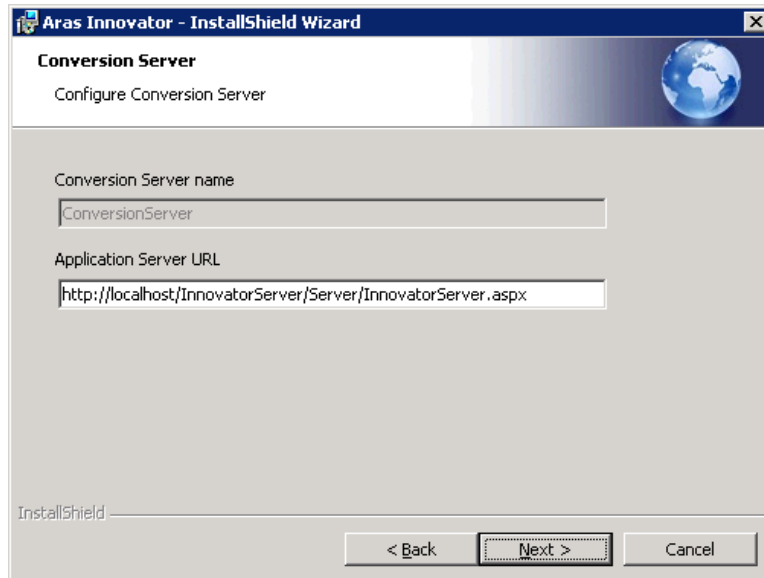 Aras Innovator - InstallShield Wizard
Conversion Server
Configure Conversion Server
Conversion Server name
ConversionServer
Application Server URL
http://localhost/InnovatorServer/Server/InnovatorServer.aspx
InstallShield
< Back Next > Cancel